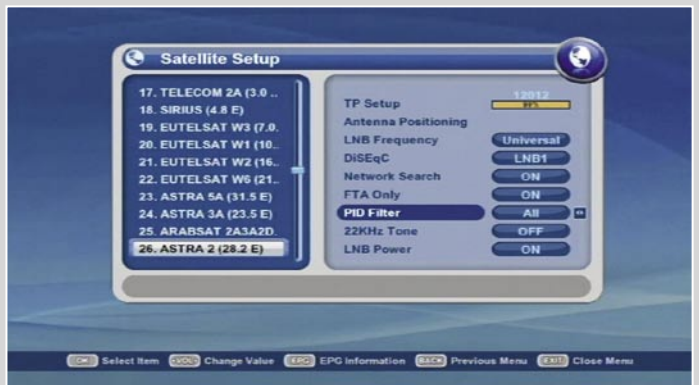 Satellite Setup
17. TELECOM 2A (3.0 ..
18. SIRIUS (4.8 E)
19. EUTELSAT W3 (7.0.
20. EUTELSAT W1 (10..
21. EUTELSAT W2 (16..
22. EUTELSAT W6 (21..
23. ASTRA 5A (31.5 E)
24. ASTRA 3A (23.5 E)
25. ARABSAT 2A3A2D.
26. ASTRA 2 (28.2 E)
TP Setup 12012
Antenna Positioning
LNB Frequency Universal
DiSEqC LNB1
Network Search ON
FTA Only ON
PID Filter All
22KHz Tone OFF
LNB Power ON
CH Select Item VOL Change Value EPG EPG Information BACK Previous Menu EXIT Close Menu